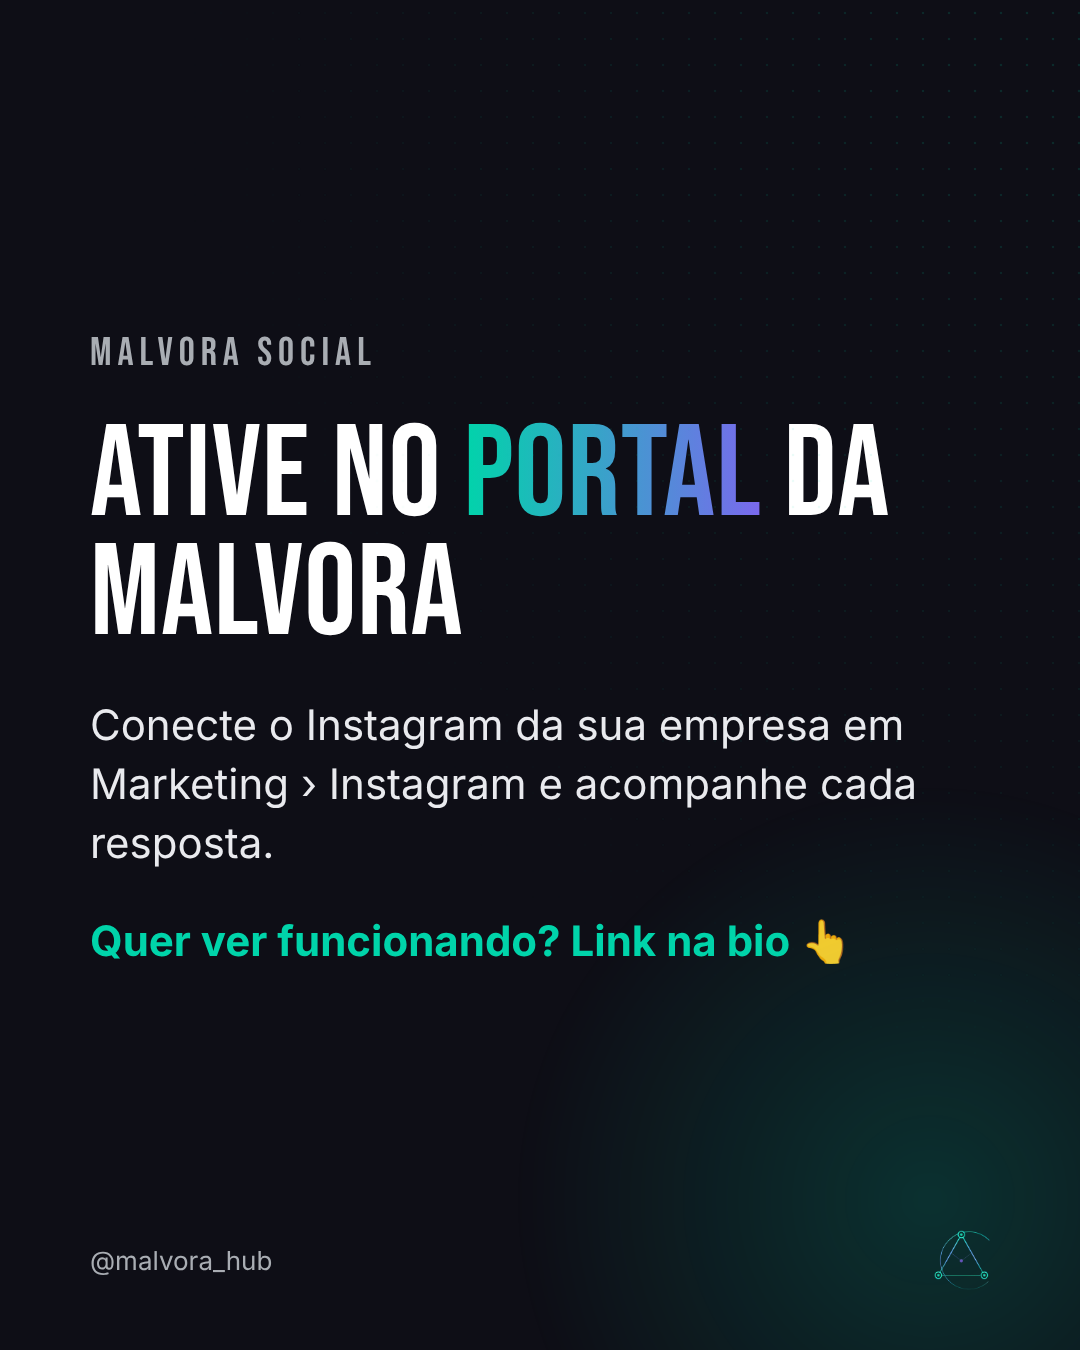 MALVORA SOCIAL
ATIVE NO PORTAL DA
MALVORA
Conecte o Instagram da sua empresa em
Marketing › Instagram e acompanhe cada
resposta.
Quer ver funcionando? Link na bio 👆
@malvora_hub